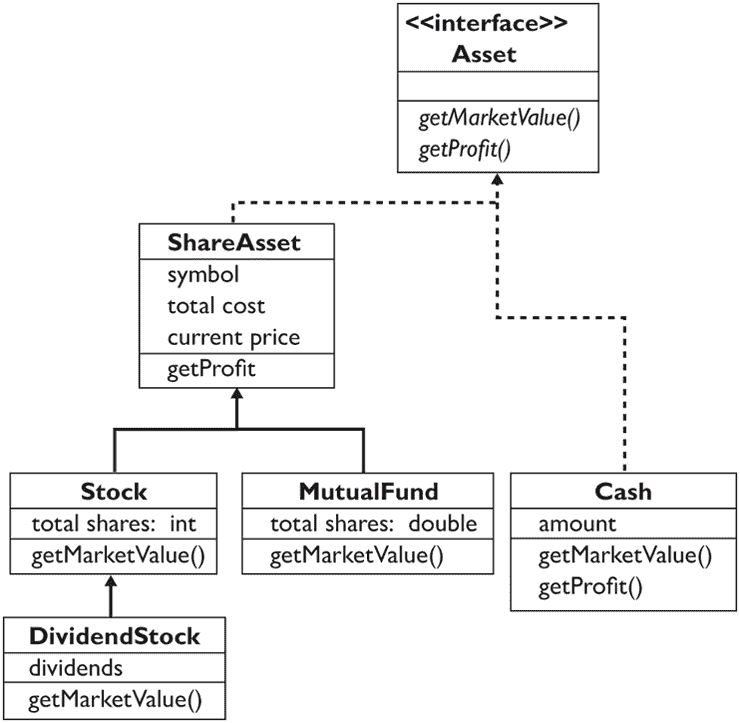 <<interface>>
Asset
getMarketValue()
getProfit()
ShareAsset
symbol
total cost
current price
getProfit
Stock
total shares: int
getMarketValue()
MutualFund
total shares: double
getMarketValue()
Cash
amount
getMarketValue()
getProfit()
DividendStock
dividends
getMarketValue()